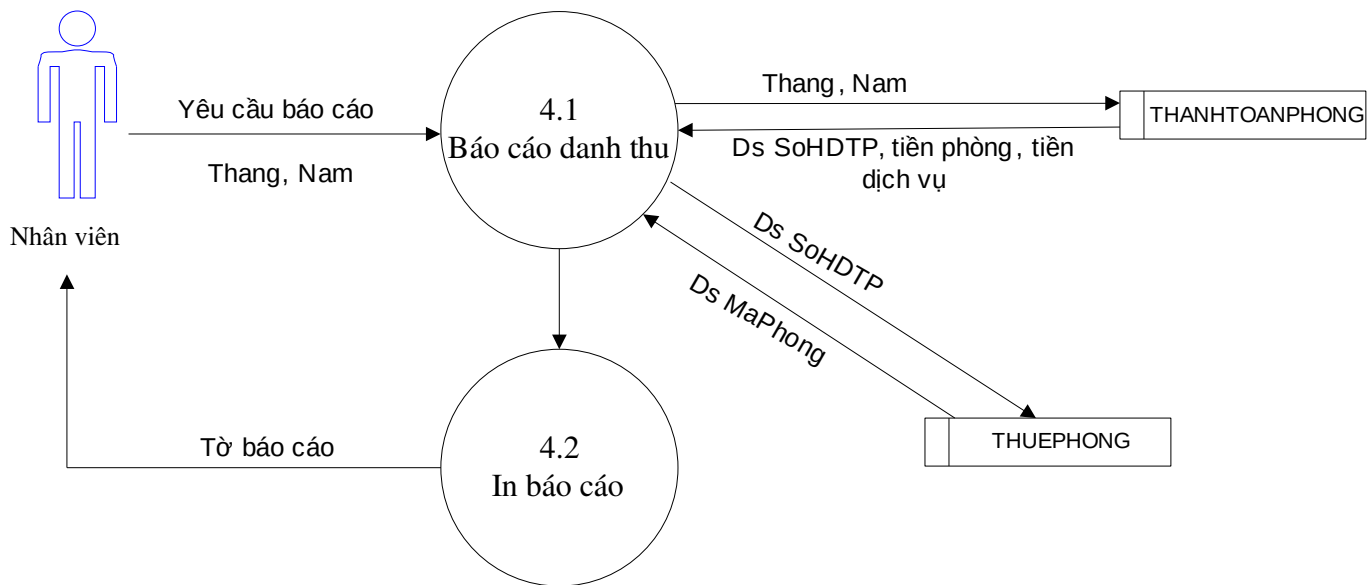 4.1
Báo cáo danh thu
Yêu cầu báo cáo
Thang, Nam
Nhân viên
Thang, Nam
THANHTOANPHONG
Ds SoHDTP, tiền phòng, tiền
dịch vụ
Ds SoHDTP
Ds MaPhong
THUEPHONG
4.2
In báo cáo
Tờ báo cáo